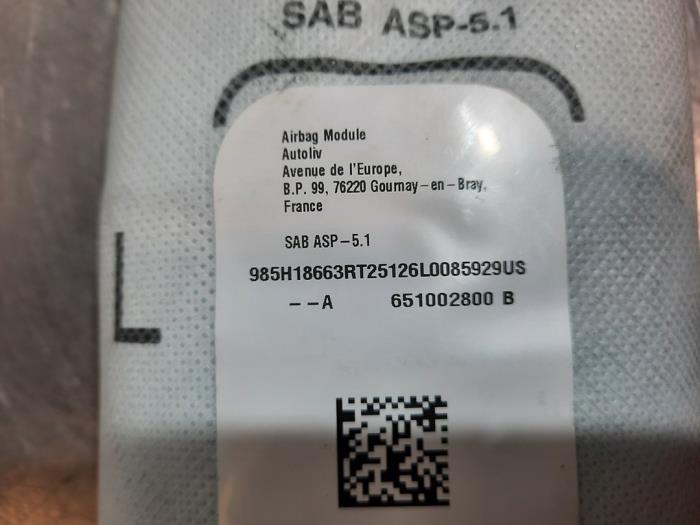 SAB ASP-5.1
Airbag Module
Autoliv
Avenue de l'Europe,
B.P. 99, 76220 Gournay-en-Bray,
France
SAB ASP-5.1
985H18663RT25126L0085929US
--A 651002800 B
L